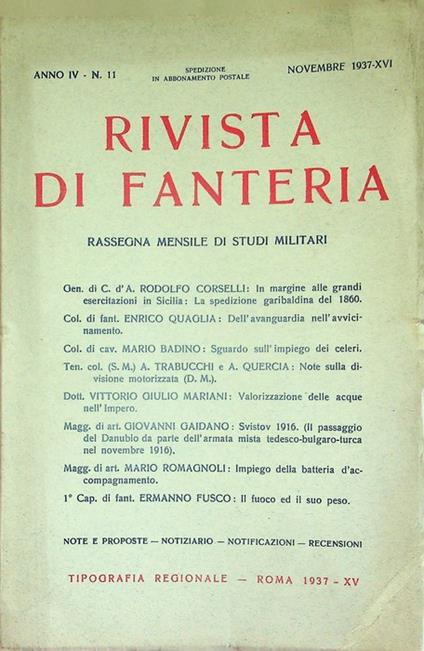 ANNO IV - N. 11
SPEDIZIONE
IN ABBONAMENTO POSTALE
NOVEMBRE 1937-XVI
RIVISTA
DI FANTERIA
RASSEGNA MENSILE DI STUDI MILITARI
Gen. di C. d'A. RODOLFO CORSELLI: In margine alle grandi
esercitazioni in Sicilia: La spedizione garibaldina del 1860.
Col. di fant. ENRICO QUAGLIA: Dell'avanguardia nell'avvici-
namento.
Col. di cav. MARIO BADINO: Sguardo sull'impiego dei celeri.
Ten. col. (S. M.) A. TRABUCCHI e A. QUERCIA: Note sulla di-
visione motorizzata (D. M.).
Dott. VITTORIO GIULIO MARIANI: Valorizzazione delle acque
nell'Impero.
Magg. di art. GIOVANNI GAIDANO: Svistov 1916. (Il passaggio
del Danubio da parte dell'armata mista tedesco-bulgaro-turca
nel novembre 1916).
Magg. di art. MARIO ROMAGNOLI: Impiego della batteria d'ac-
compagnamento.
1° Cap. di fant. ERMANNO FUSCO: Il fuoco ed il suo peso.
NOTE E PROPOSTE — NOTIZIARIO — NOTIFICAZIONI — RECENSIONI
TIPOGRAFIA REGIONALE — ROMA 1937 - XV